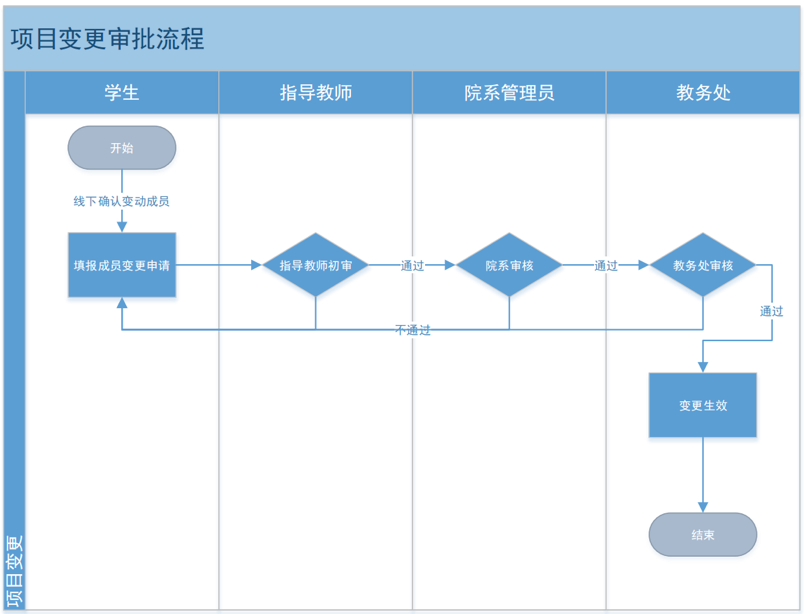 项目变更审批流程
学生
指导教师
院系管理员
教务处
开始
线下确认变动成员
填报成员变更申请
指导教师初审
通过
院系审核
通过
教务处审核
通过
不通过
变更生效
结束
项目变更